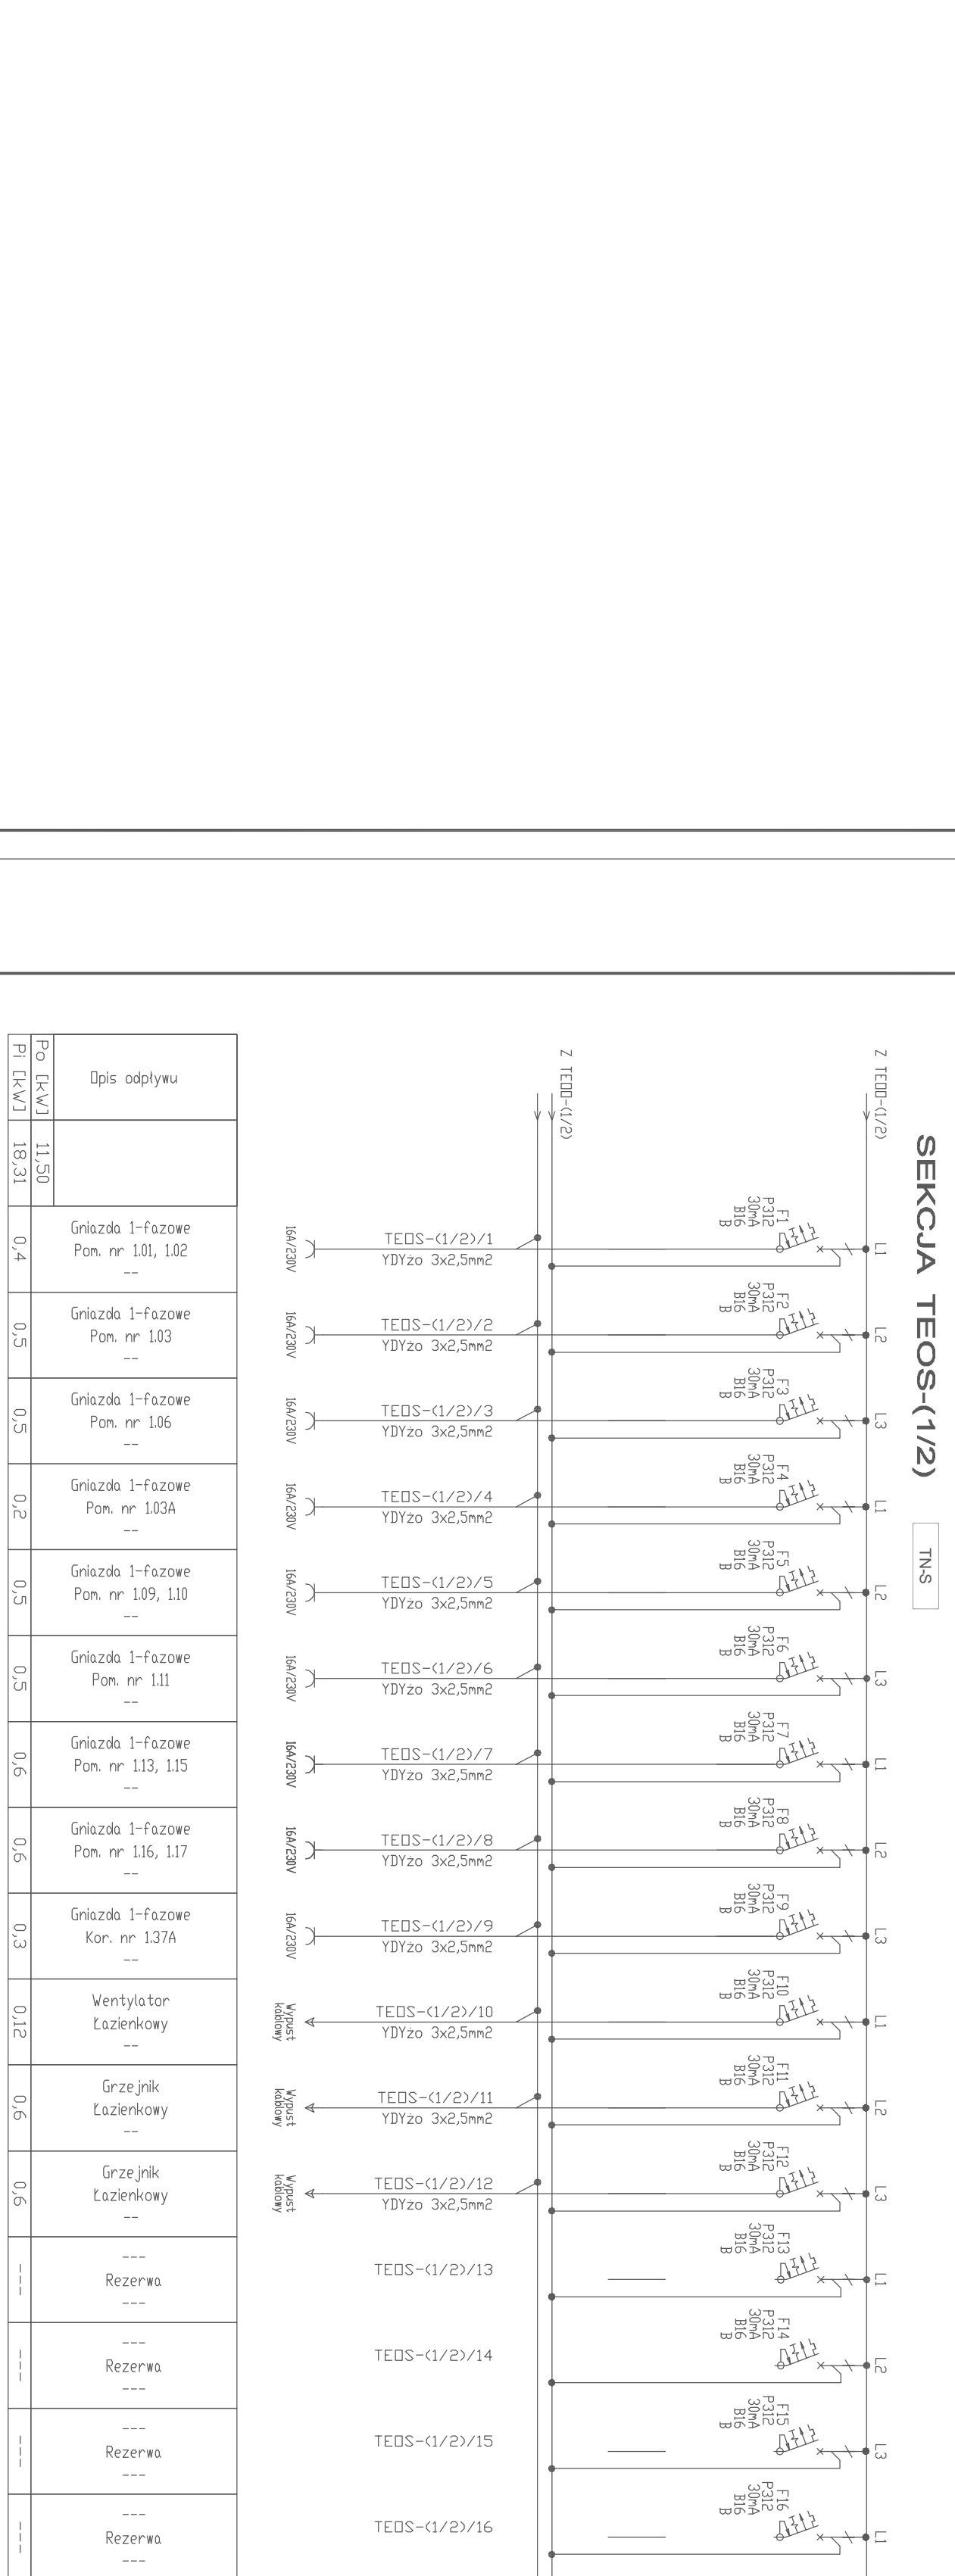 SEKCJA TEOS-(1/2)
TN-S
Z TEOO-(1/2)
Z TEOO-(1/2)
Opis odpływu
Po [kW]
11,50
Pi [kW]
18,31
L1
F1
P312
30mA
B16
B
TEOS-(1/2)/1
YDYżo 3x2,5mm2
16A/230V
Gniazda 1-fazowe
Pom. nr 1.01, 1.02
--
0,4
L2
F2
P312
30mA
B16
B
TEOS-(1/2)/2
YDYżo 3x2,5mm2
16A/230V
Gniazda 1-fazowe
Pom. nr 1.03
--
0,5
L3
F3
P312
30mA
B16
B
TEOS-(1/2)/3
YDYżo 3x2,5mm2
16A/230V
Gniazda 1-fazowe
Pom. nr 1.06
--
0,5
L1
F4
P312
30mA
B16
B
TEOS-(1/2)/4
YDYżo 3x2,5mm2
16A/230V
Gniazda 1-fazowe
Pom. nr 1.03A
--
0,2
L2
F5
P312
30mA
B16
B
TEOS-(1/2)/5
YDYżo 3x2,5mm2
16A/230V
Gniazda 1-fazowe
Pom. nr 1.09, 1.10
--
0,5
L3
F6
P312
30mA
B16
B
TEOS-(1/2)/6
YDYżo 3x2,5mm2
16A/230V
Gniazda 1-fazowe
Pom. nr 1.11
--
0,5
L1
F7
P312
30mA
B16
B
TEOS-(1/2)/7
YDYżo 3x2,5mm2
16A/230V
Gniazda 1-fazowe
Pom. nr 1.13, 1.15
--
0,6
L2
F8
P312
30mA
B16
B
TEOS-(1/2)/8
YDYżo 3x2,5mm2
16A/230V
Gniazda 1-fazowe
Pom. nr 1.16, 1.17
--
0,6
L3
F9
P312
30mA
B16
B
TEOS-(1/2)/9
YDYżo 3x2,5mm2
16A/230V
Gniazda 1-fazowe
Kor. nr 1.37A
--
0,3
L1
F10
P312
30mA
B16
B
TEOS-(1/2)/10
YDYżo 3x2,5mm2
Wypust
kablowy
Wentylator
Łazienkowy
--
0,12
L2
F11
P312
30mA
B16
B
TEOS-(1/2)/11
YDYżo 3x2,5mm2
Wypust
kablowy
Grzejnik
Łazienkowy
--
0,6
L3
F12
P312
30mA
B16
B
TEOS-(1/2)/12
YDYżo 3x2,5mm2
Wypust
kablowy
Grzejnik
Łazienkowy
--
0,6
L1
F13
P312
30mA
B16
B
TEOS-(1/2)/13
---
Rezerwa
---
---
L2
F14
P312
30mA
B16
B
TEOS-(1/2)/14
---
Rezerwa
---
---
L3
F15
P312
30mA
B16
B
TEOS-(1/2)/15
---
Rezerwa
---
---
L1
F16
P312
30mA
B16
B
TEOS-(1/2)/16
---
Rezerwa
---
---